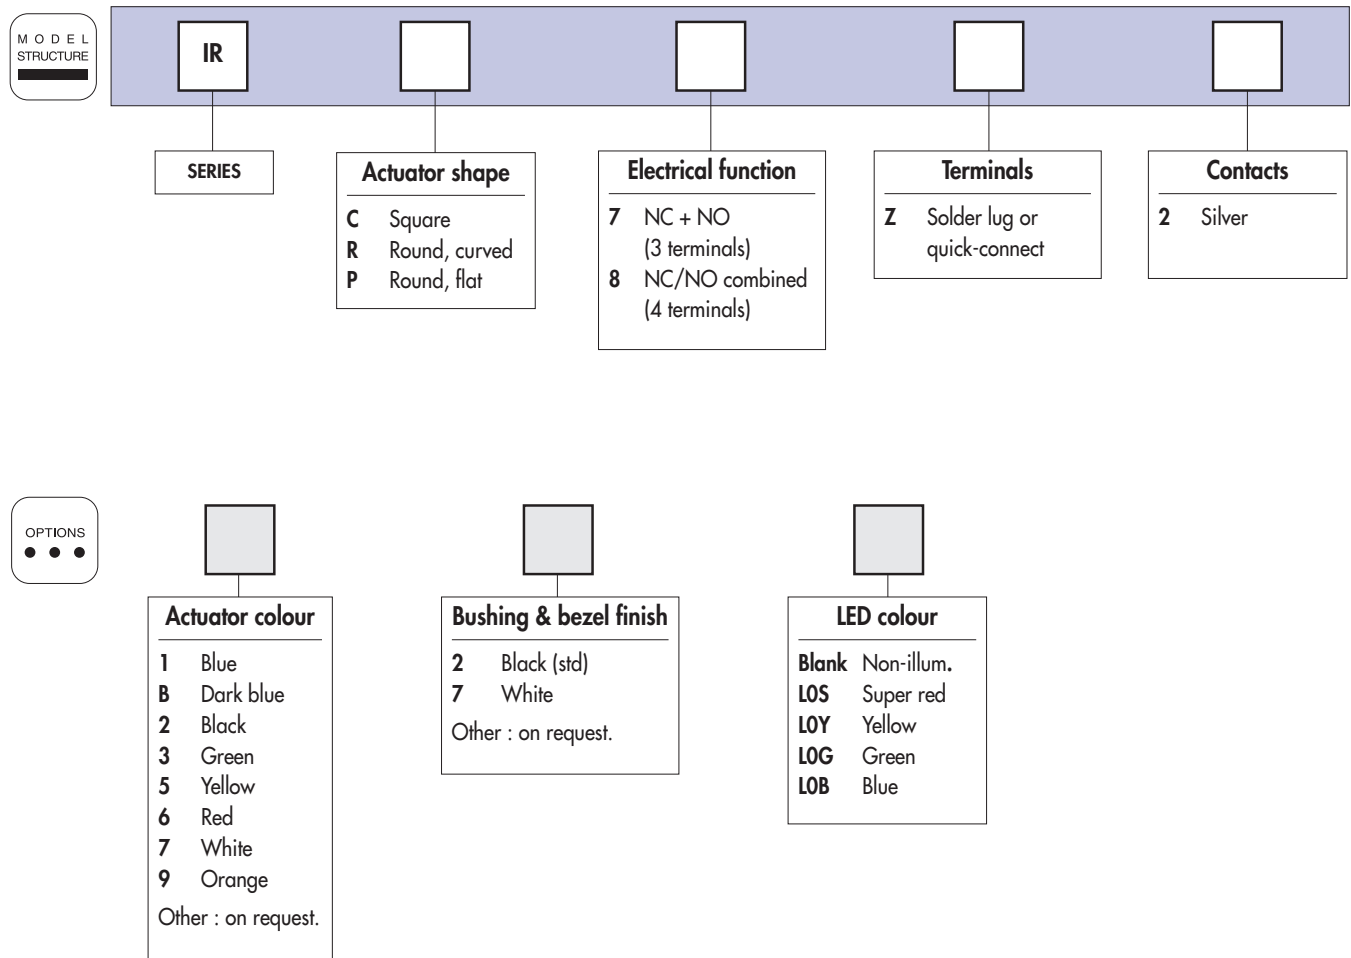 MODEL
STRUCTURE
IR
SERIES
Actuator shape
C Square
R Round, curved
P Round, flat
Electrical function
7 NC + NO
(3 terminals)
8 NC/NO combined
(4 terminals)
Terminals
Z Solder lug or
quick-connect
Contacts
2 Silver
OPTIONS
Actuator colour
1 Blue
B Dark blue
2 Black
3 Green
5 Yellow
6 Red
7 White
9 Orange
Other : on request.
Bushing & bezel finish
2 Black (std)
7 White
Other : on request.
LED colour
Blank Non-illum.
L0S Super red
L0Y Yellow
L0G Green
L0B Blue